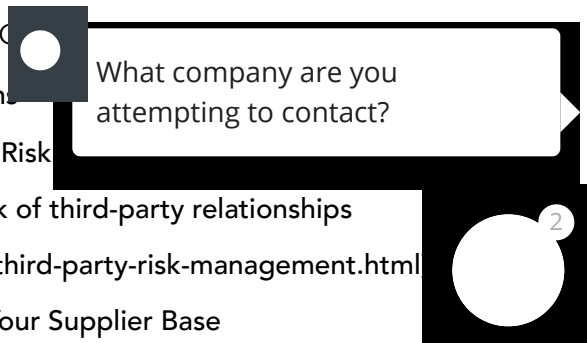 What company are you
attempting to contact?
Risk
of third-party relationships
2
third-party-risk-management.html
Your Supplier Base